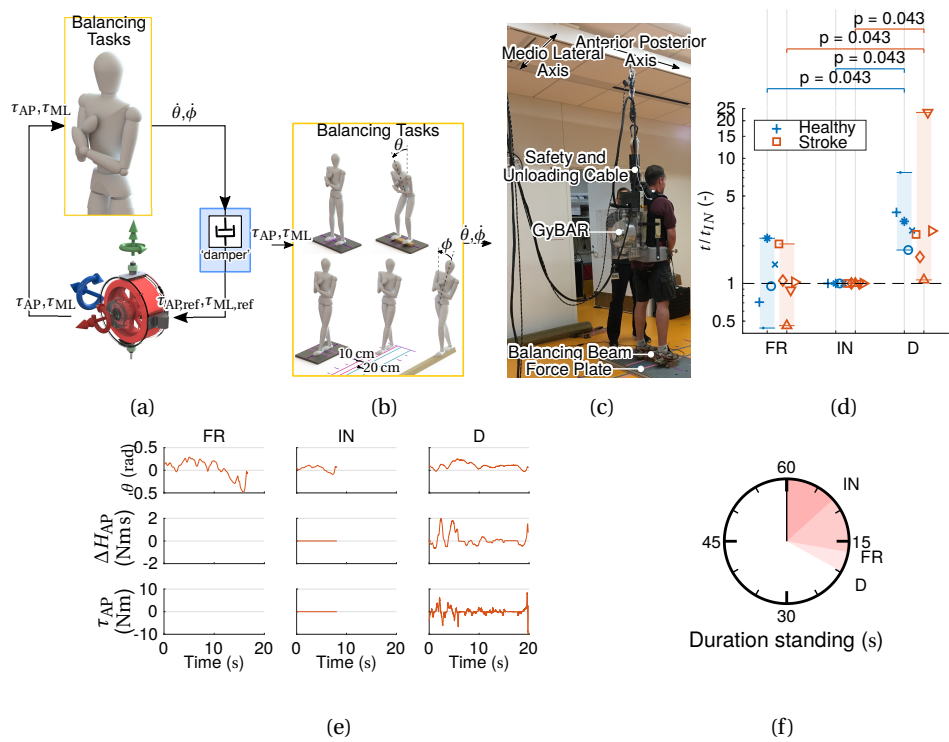 Balancing
Tasks
τAP,τML
θ̇,ϕ̇
'damper'
τAP,τML
τAP,ref,τML,ref
(a)
τAP,τML
Balancing Tasks
θ
ϕ
θ̇,ϕ̇
10 cm
20 cm
(b)
Medio Lateral
Axis
Anterior Posterior
Axis
Safety and
Unloading Cable
GyBAR
Balancing Beam
Force Plate
(c)
p = 0.043
p = 0.043
p = 0.043
p = 0.043
25
20
10
5
1
0.5
t/tIN (-)
Healthy
Stroke
FR
IN
D
(d)
FR
IN
D
θ (rad)
0.5
0
-0.5
ΔHAP
(Nms)
2
0
-2
τAP
(Nm)
10
0
-10
0 10 20
0 10 20
0 10 20
Time (s)
Time (s)
Time (s)
(e)
60
IN
45
15
FR
D
30
Duration standing (s)
(f)